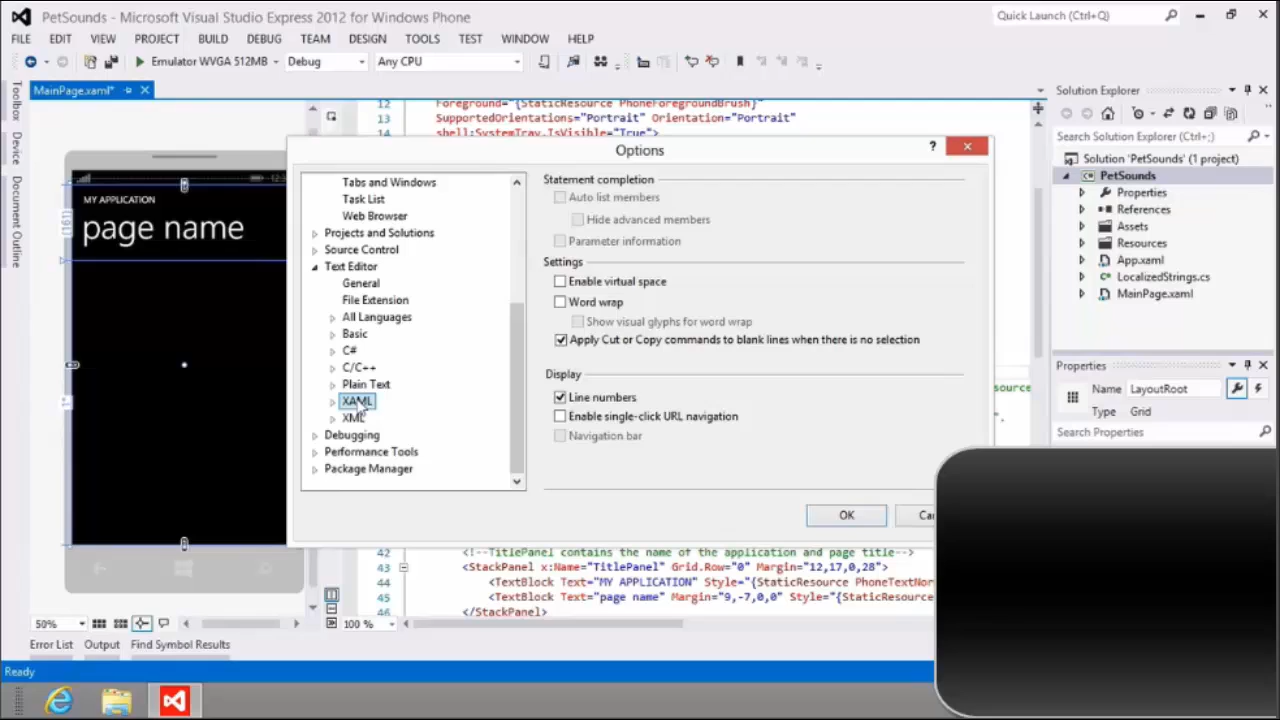 PetSounds - Microsoft Visual Studio Express 2012 for Windows Phone
Quick Launch (Ctrl+Q)
FILE EDIT VIEW PROJECT BUILD DEBUG TEAM DESIGN TOOLS TEST WINDOW HELP
Emulator WVGA 512MB Debug Any CPU
MainPage.xaml*
Toolbox
Device
Document Outline
MY APPLICATION
page name
12 Foreground="{StaticResource PhoneForegroundBrush}"
13 SupportedOrientations="Portrait" Orientation="Portrait"
14 shell:SystemTray.IsVisible="True">
Options
?
Tabs and Windows
Task List
Web Browser
Projects and Solutions
Source Control
Text Editor
General
File Extension
All Languages
Basic
C#
C/C++
Plain Text
XAML
XML
Debugging
Performance Tools
Package Manager
Statement completion
Auto list members
Hide advanced members
Parameter information
Settings
Enable virtual space
Word wrap
Show visual glyphs for word wrap
Apply Cut or Copy commands to blank lines when there is no selection
Display
Line numbers
Enable single-click URL navigation
Navigation bar
OK
Can
source
42 <!--TitlePanel contains the name of the application and page title-->
43 <StackPanel x:Name="TitlePanel" Grid.Row="0" Margin="12,17,0,28">
44 <TextBlock Text="MY APPLICATION" Style="{StaticResource PhoneTextNor
45 <TextBlock Text="page name" Margin="9,-7,0,0" Style="{StaticResource
46 </StackPanel>
50%
100 %
Error List Output Find Symbol Results
Ready
Solution Explorer
Search Solution Explorer (Ctrl+;)
Solution 'PetSounds' (1 project)
PetSounds
Properties
References
Assets
Resources
App.xaml
LocalizedStrings.cs
MainPage.xaml
Properties
Name LayoutRoot
Type Grid
Search Properties